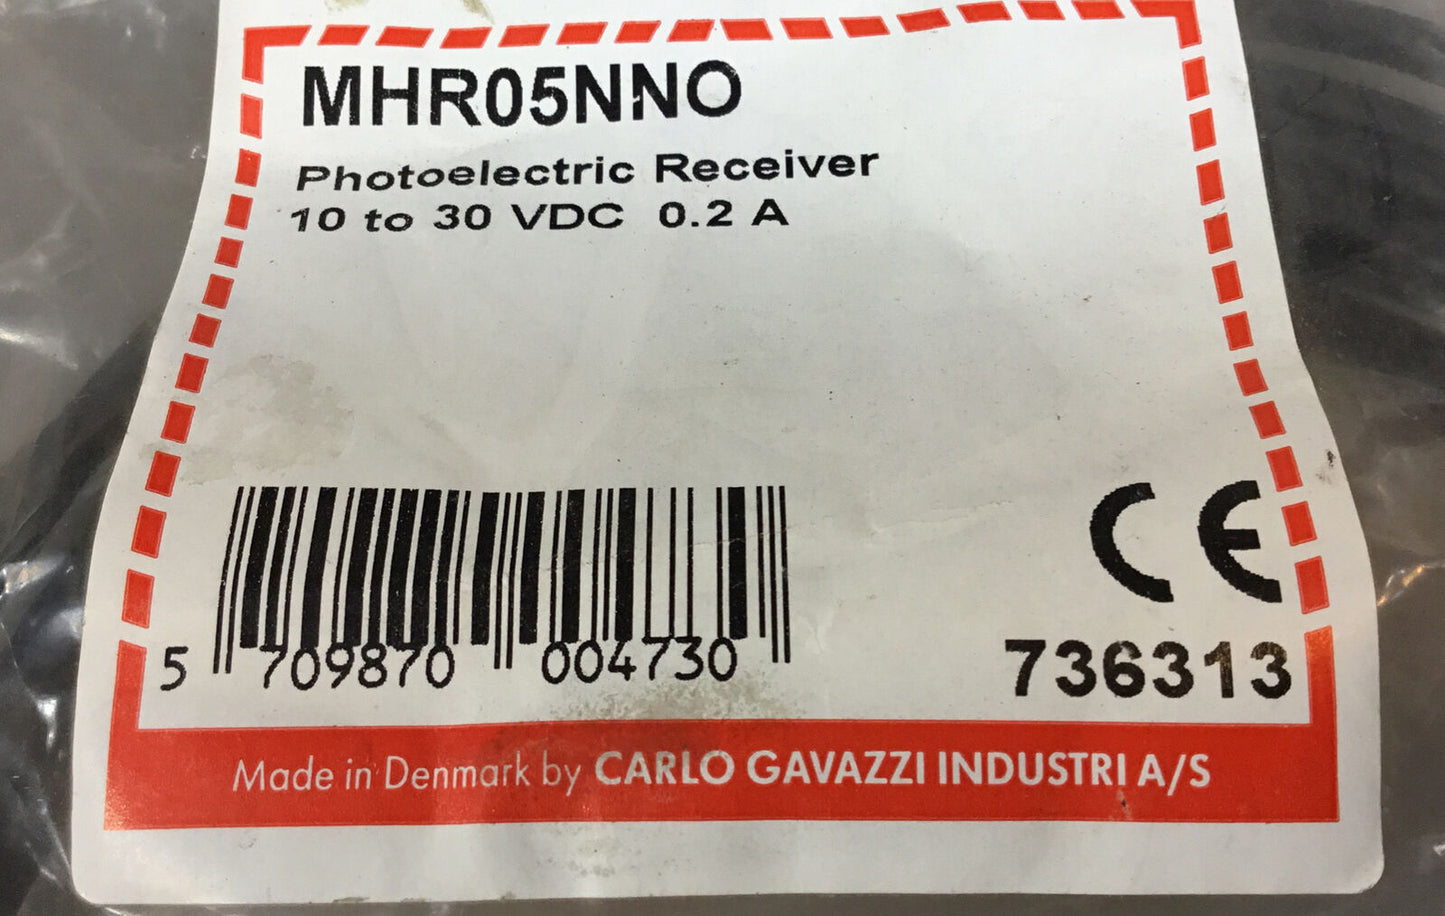 MHR05NNO
Photoelectric Receiver
10 to 30 VDC 0.2 A
CE
5 709870 004730
736313
Made in Denmark by CARLO GAVAZZI INDUSTRI A/S